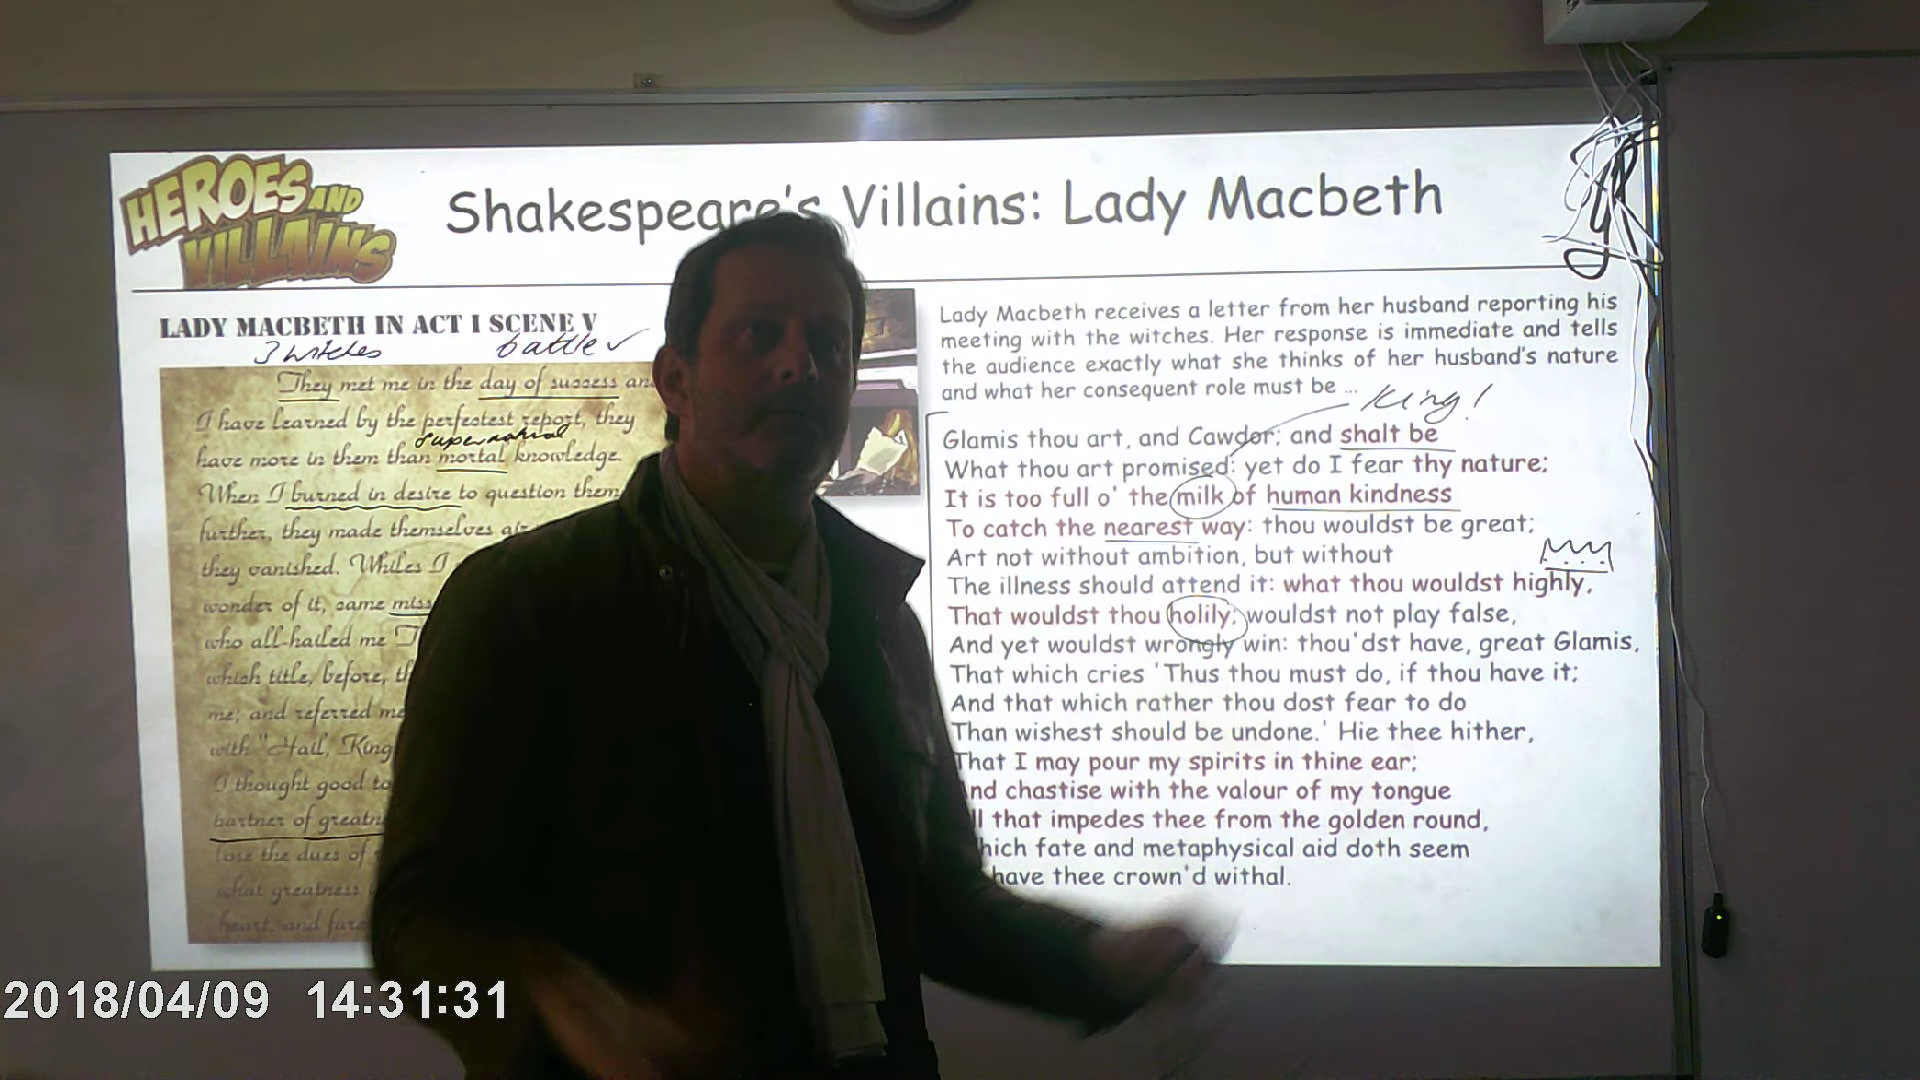 HEROES AND
VILLAINS
Shakespeare's Villains: Lady Macbeth
LADY MACBETH IN ACT I SCENE V
3 witches battle
They met me in the day of success an
I have learned by the perfectest report, they
supernatural
have more in them than mortal knowledge.
When I burned in desire to question them
further, they made themselves air
they vanished. Whiles I
wonder of it, came miss
who all-hailed me T
which title, before, th
me; and referred me
with "Hail, King
I thought good to
partner of greatn
lose the dues of
what greatness
heart, and fare
Lady Macbeth receives a letter from her husband reporting his
meeting with the witches. Her response is immediate and tells
the audience exactly what she thinks of her husband's nature
and what her consequent role must be ...
King!
Glamis thou art, and Cawdor; and shalt be
What thou art promised: yet do I fear thy nature;
It is too full o' the milk of human kindness
To catch the nearest way: thou wouldst be great;
Art not without ambition, but without
The illness should attend it: what thou wouldst highly,
That wouldst thou holily; wouldst not play false,
And yet wouldst wrongly win: thou'dst have, great Glamis,
That which cries 'Thus thou must do, if thou have it;
And that which rather thou dost fear to do
Than wishest should be undone.' Hie thee hither,
That I may pour my spirits in thine ear;
nd chastise with the valour of my tongue
ll that impedes thee from the golden round,
hich fate and metaphysical aid doth seem
have thee crown'd withal.
2018/04/09 14:31:31